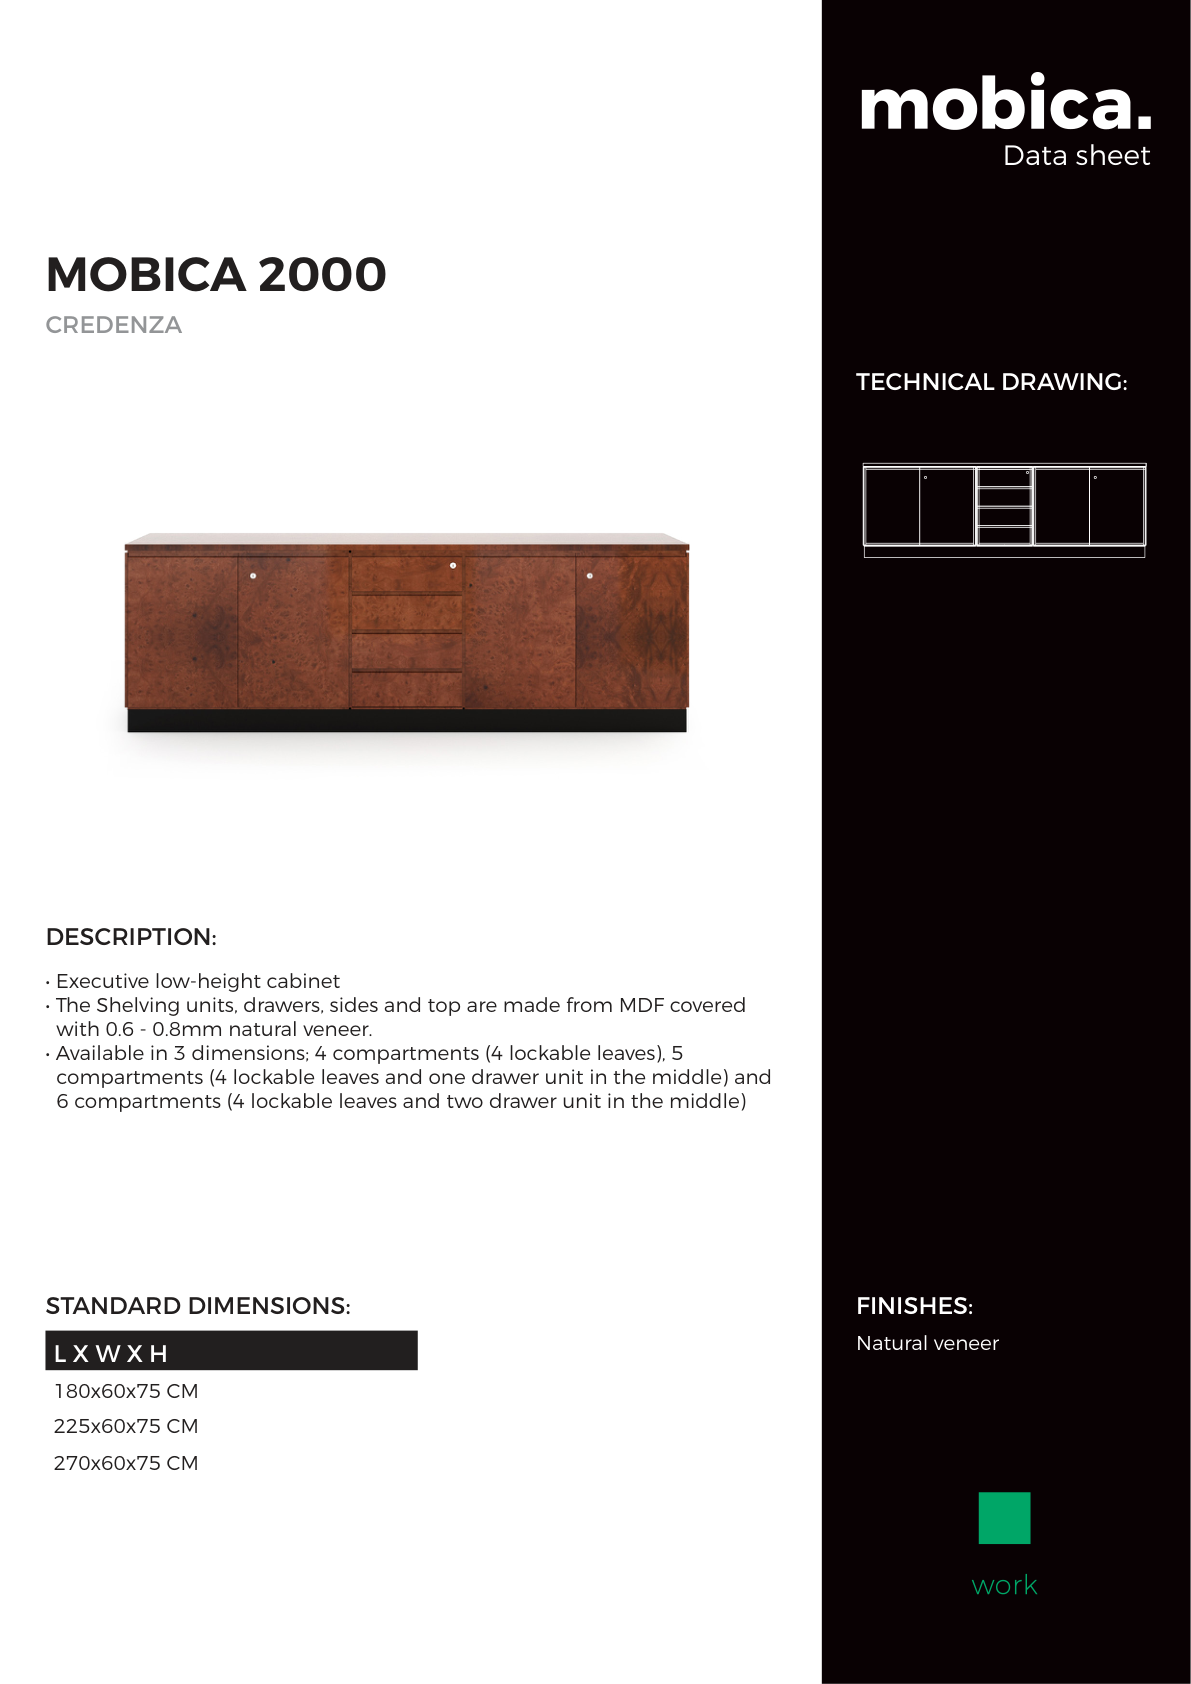 mobica.
Data sheet
MOBICA 2000
CREDENZA
TECHNICAL DRAWING:
DESCRIPTION:
• Executive low-height cabinet
• The Shelving units, drawers, sides and top are made from MDF covered
with 0.6 - 0.8mm natural veneer.
• Available in 3 dimensions; 4 compartments (4 lockable leaves), 5
compartments (4 lockable leaves and one drawer unit in the middle) and
6 compartments (4 lockable leaves and two drawer unit in the middle)
STANDARD DIMENSIONS:
L X W X H
180x60x75 CM
225x60x75 CM
270x60x75 CM
FINISHES:
Natural veneer
work